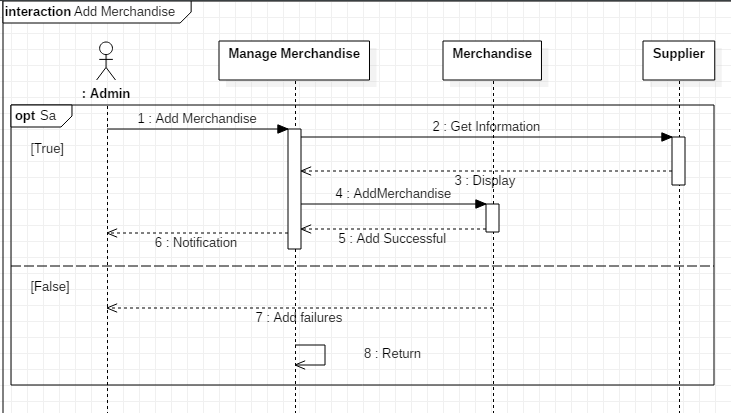 interaction Add Merchandise
Manage Merchandise
Merchandise
Supplier
: Admin
opt Sa
1 : Add Merchandise
2 : Get Information
[True]
3 : Display
4 : AddMerchandise
5 : Add Successful
6 : Notification
[False]
7 : Add failures
8 : Return